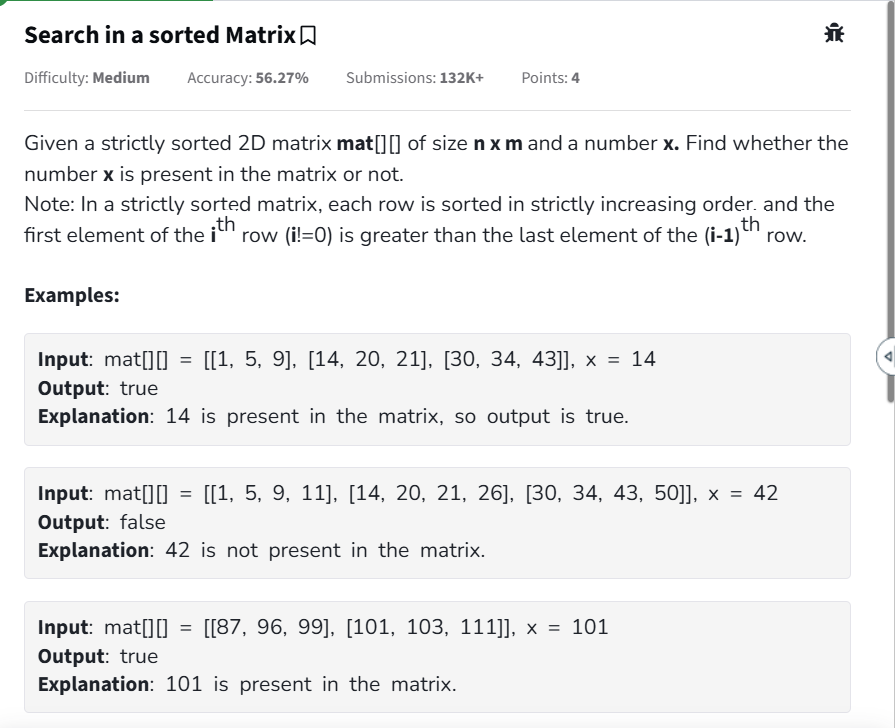 Search in a sorted Matrix
Difficulty: Medium Accuracy: 56.27% Submissions: 132K+ Points: 4
Given a strictly sorted 2D matrix mat[][] of size n x m and a number x. Find whether the
number x is present in the matrix or not.
Note: In a strictly sorted matrix, each row is sorted in strictly increasing order, and the
first element of the ith row (i!=0) is greater than the last element of the (i-1)th row.
Examples:
Input: mat[][] = [[1, 5, 9], [14, 20, 21], [30, 34, 43]], x = 14
Output: true
Explanation: 14 is present in the matrix, so output is true.
Input: mat[][] = [[1, 5, 9, 11], [14, 20, 21, 26], [30, 34, 43, 50]], x = 42
Output: false
Explanation: 42 is not present in the matrix.
Input: mat[][] = [[87, 96, 99], [101, 103, 111]], x = 101
Output: true
Explanation: 101 is present in the matrix.